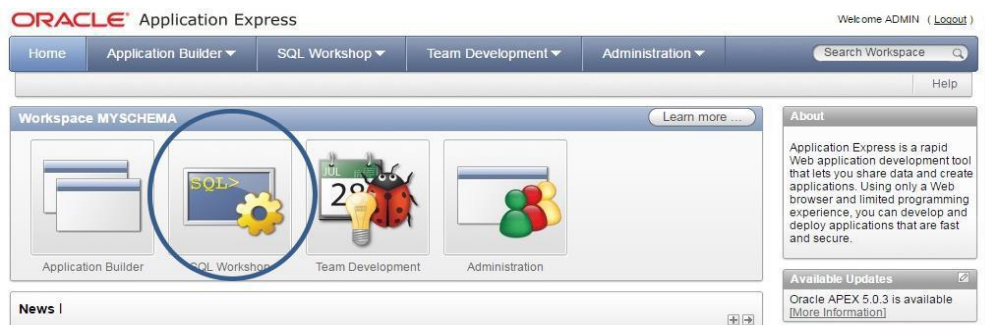 ORACLE Application Express
Welcome ADMIN ( Logout )
Home Application Builder SQL Workshop Team Development Administration Search Workspace
Help
Workspace MYSCHEMA
Learn more ...
SQL>
JUL
28
Application Builder SQL Workshop Team Development Administration
News
About
Application Express is a rapid
Web application development tool
that lets you share data and create
applications. Using only a Web
browser and limited programming
experience, you can develop and
deploy applications that are fast
and secure.
Available Updates
Oracle APEX 5.0.3 is available
[More Information]